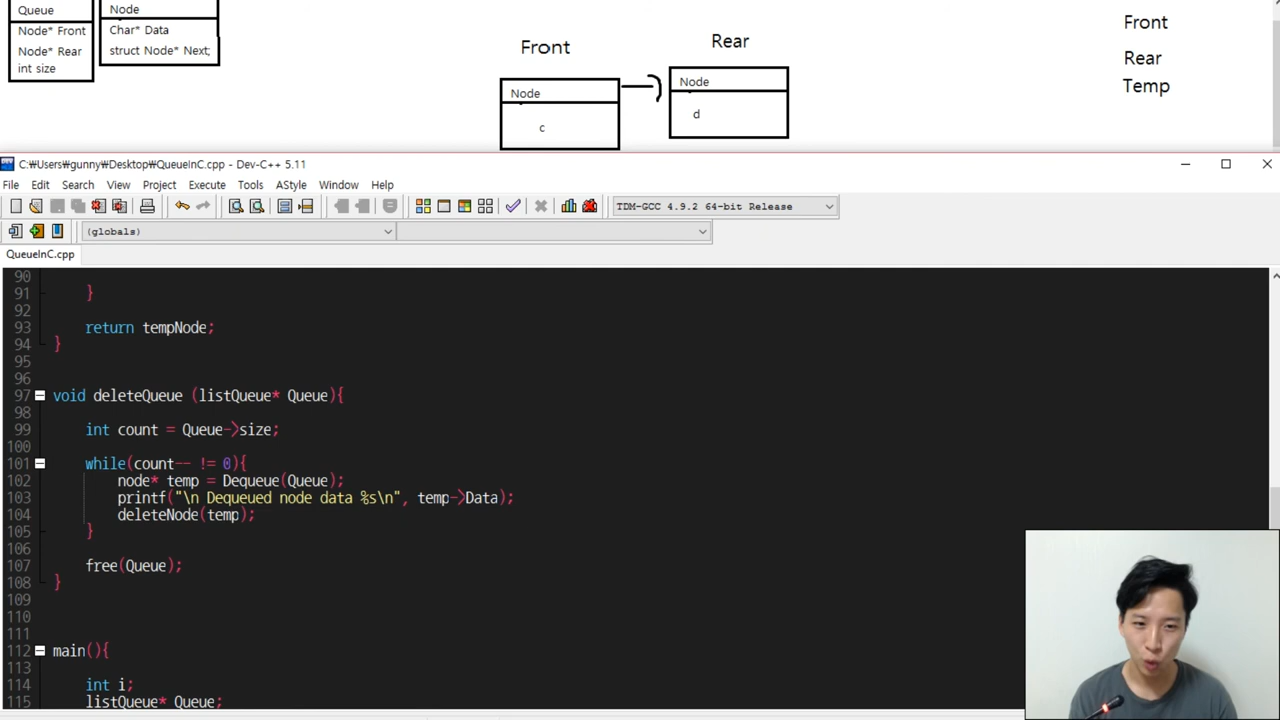 Queue
Node* Front
Node* Rear
int size
Node
Char* Data
struct Node* Next;
Front
Node
c
Rear
Node
d
Front
Rear
Temp
C:₩Users₩gunny₩Desktop₩QueueInC.cpp - Dev-C++ 5.11
File Edit Search View Project Execute Tools AStyle Window Help
TDM-GCC 4.9.2 64-bit Release
(globals)
QueueInC.cpp
90
91 }
92
93 return tempNode;
94 }
95
96
97 void deleteQueue (listQueue* Queue){
98
99 int count = Queue->size;
100
101 while(count-- != 0){
102 node* temp = Dequeue(Queue);
103 printf("\n Dequeued node data %s\n", temp->Data);
104 deleteNode(temp);
105 }
106
107 free(Queue);
108 }
109
110
111
112 main(){
113
114 int i;
115 listQueue* Queue;